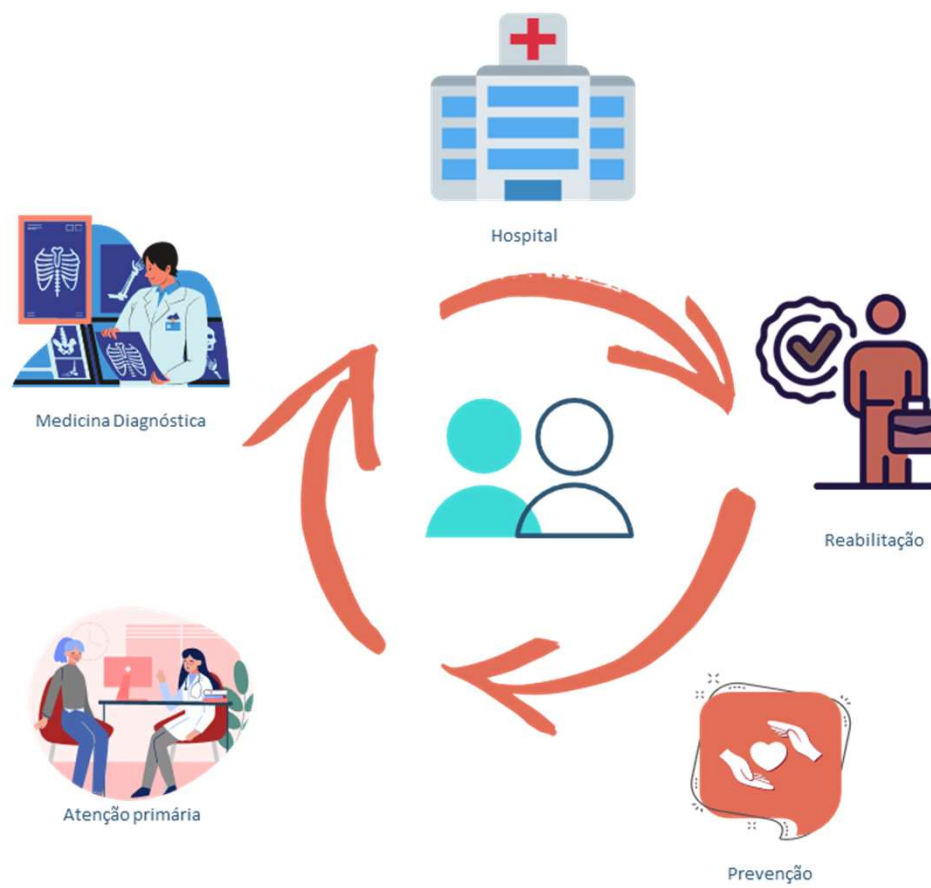 Hospital
Medicina Diagnóstica
Reabilitação
Atenção primária
Prevenção